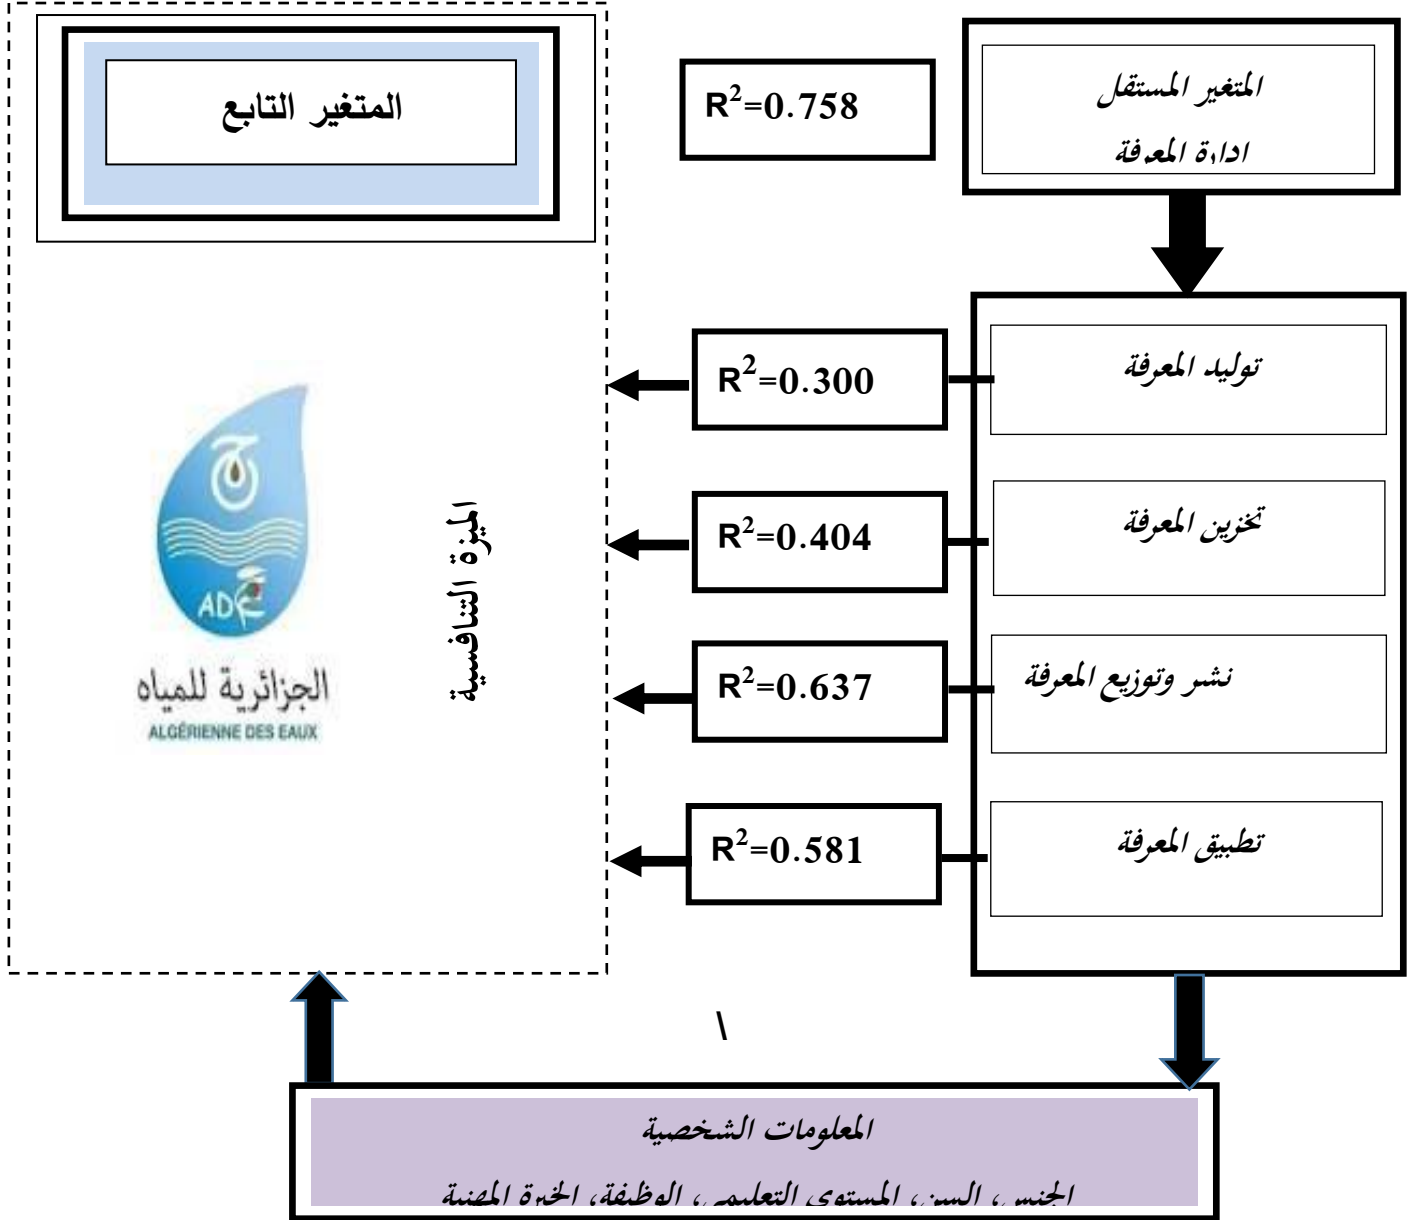 المتغير المستقل
ادارة المعرفة
R²=0.758
المتغير التابع
توليد المعرفة
R²=0.300
تخزين المعرفة
R²=0.404
نشر وتوزيع المعرفة
R²=0.637
تطبيق المعرفة
R²=0.581
الميزة التنافسية
AD
الجزائرية للمياه
ALGÉRIENNE DES EAUX
\
المعلومات الشخصية
الجنس، السن، المستوى التعليمي، الوظيفة، الخبرة المهنية